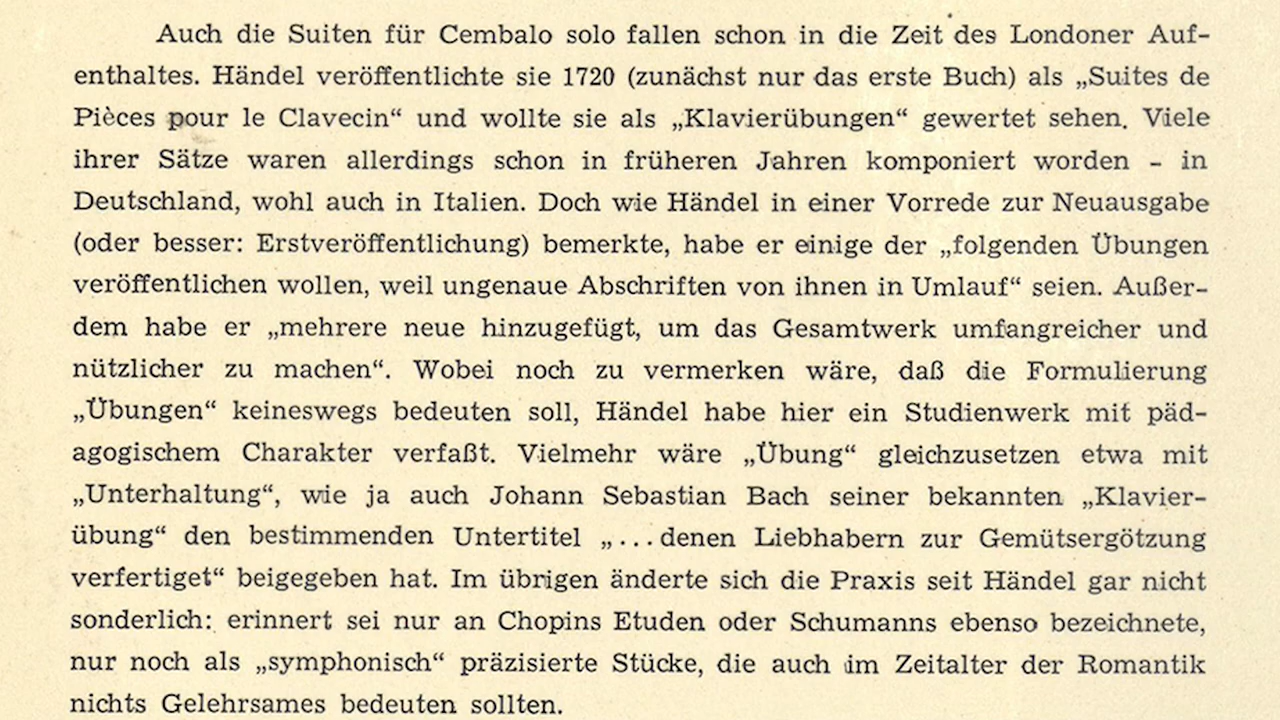 Auch die Suiten für Cembalo solo fallen schon in die Zeit des Londoner Auf-
enthaltes. Händel veröffentlichte sie 1720 (zunächst nur das erste Buch) als „Suites de
Pièces pour le Clavecin“ und wollte sie als „Klavierübungen“ gewertet sehen. Viele
ihrer Sätze waren allerdings schon in früheren Jahren komponiert worden – in
Deutschland, wohl auch in Italien. Doch wie Händel in einer Vorrede zur Neuausgabe
(oder besser: Erstveröffentlichung) bemerkte, habe er einige der „folgenden Übungen
veröffentlichen wollen, weil ungenaue Abschriften von ihnen in Umlauf“ seien. Außer-
dem habe er „mehrere neue hinzugefügt, um das Gesamtwerk umfangreicher und
nützlicher zu machen“. Wobei noch zu vermerken wäre, daß die Formulierung
„Übungen“ keineswegs bedeuten soll, Händel habe hier ein Studienwerk mit päd-
agogischem Charakter verfaßt. Vielmehr wäre „Übung“ gleichzusetzen etwa mit
„Unterhaltung“, wie ja auch Johann Sebastian Bach seiner bekannten „Klavier-
übung“ den bestimmenden Untertitel „...denen Liebhabern zur Gemütsergötzung
verfertiget“ beigegeben hat. Im übrigen änderte sich die Praxis seit Händel gar nicht
sonderlich: erinnert sei nur an Chopins Etuden oder Schumanns ebenso bezeichnete,
nur noch als „symphonisch“ präzisierte Stücke, die auch im Zeitalter der Romantik
nichts Gelehrsames bedeuten sollten.